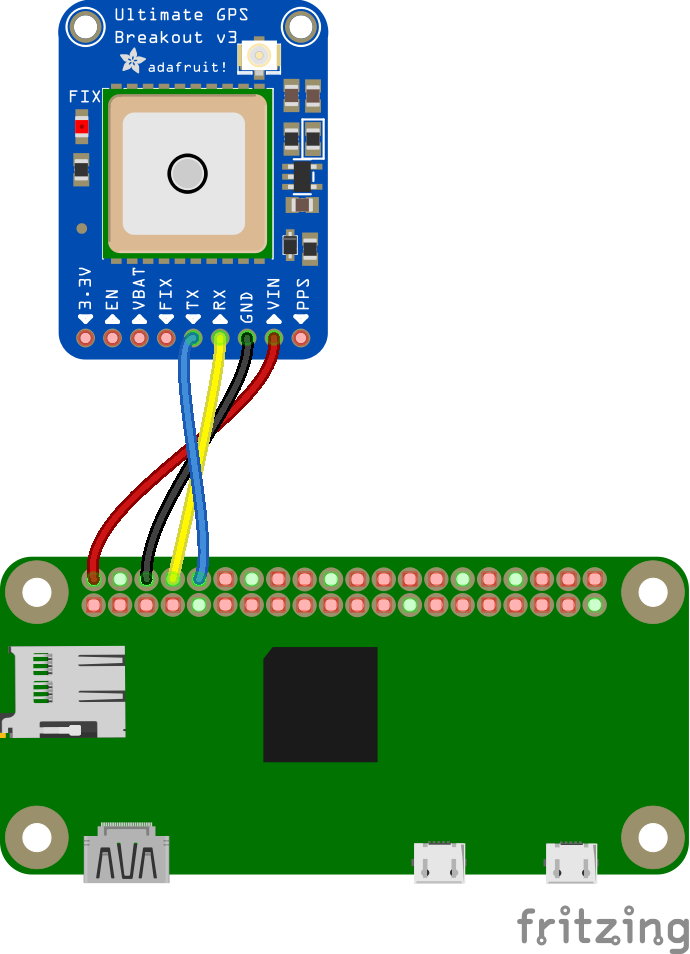 Ultimate GPS
Breakout v3
adafruit!
FIX
3.3V
EN
VBAT
FIX
TX
RX
GND
VIN
PPS
fritzing